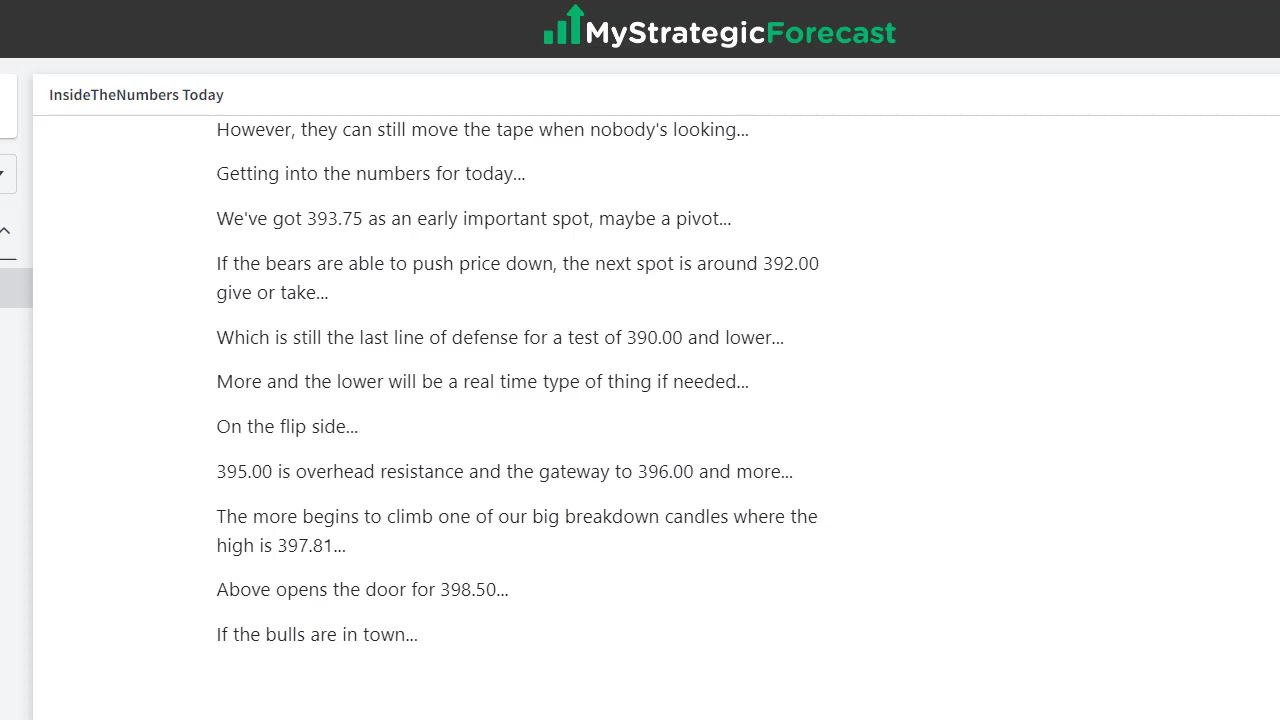 MyStrategicForecast
InsideTheNumbers Today
However, they can still move the tape when nobody's looking...
Getting into the numbers for today...
We've got 393.75 as an early important spot, maybe a pivot...
If the bears are able to push price down, the next spot is around 392.00
give or take...
Which is still the last line of defense for a test of 390.00 and lower...
More and the lower will be a real time type of thing if needed...
On the flip side...
395.00 is overhead resistance and the gateway to 396.00 and more...
The more begins to climb one of our big breakdown candles where the
high is 397.81...
Above opens the door for 398.50...
If the bulls are in town...